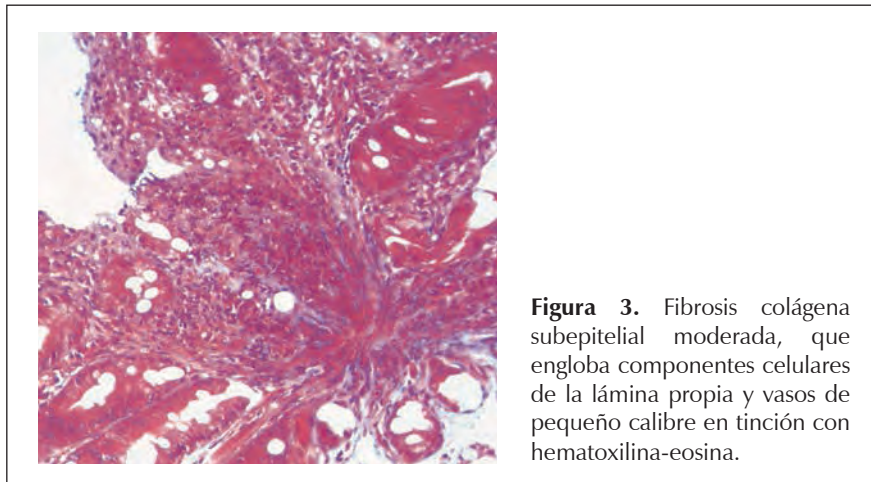 Figura 3. Fibrosis colágena
subepitelial moderada, que
engloba componentes celulares
de la lámina propia y vasos de
pequeño calibre en tinción con
hematoxilina-eosina.